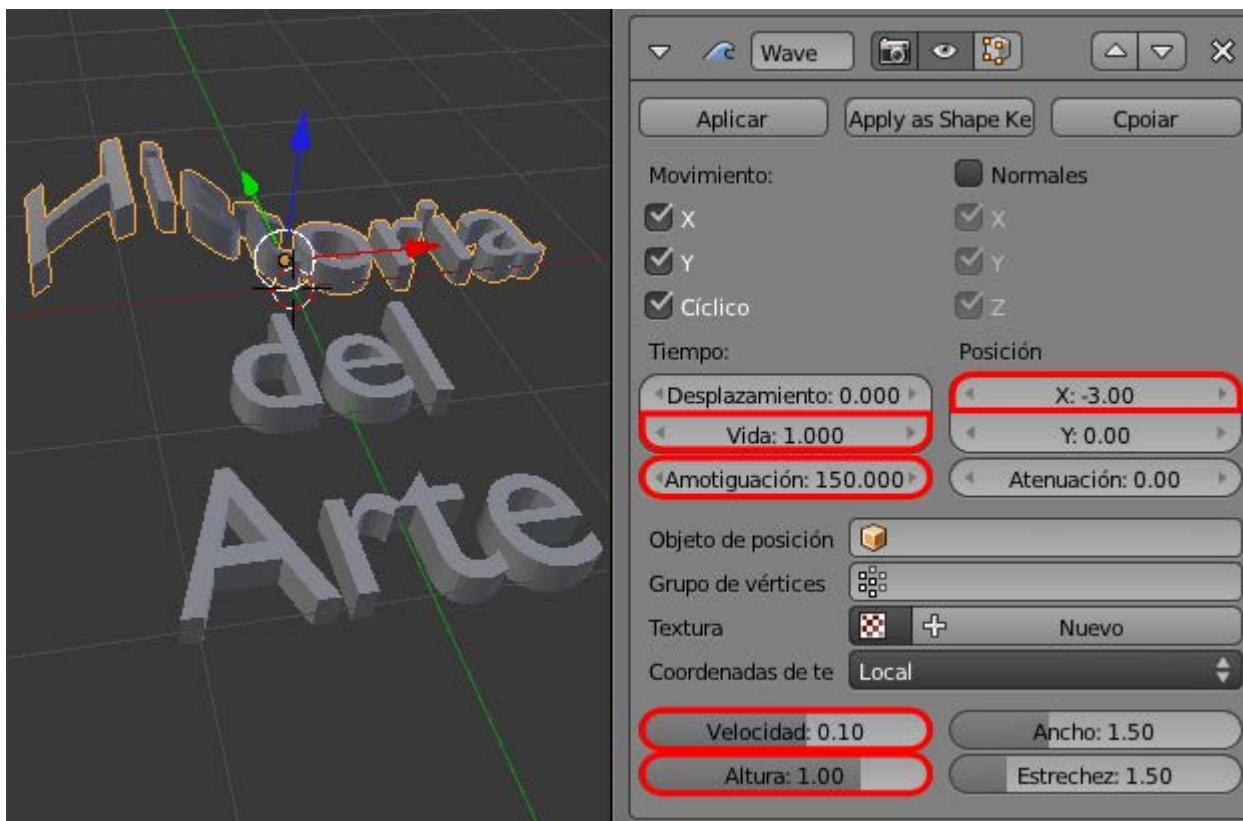 Historia
del
Arte
Wave
Aplicar Apply as Shape Ke Cpoiar
Movimiento: Normales
X X
Y Y
Cíclico Z
Tiempo: Posición
Desplazamiento: 0.000 X: -3.00
Vida: 1.000 Y: 0.00
Amotiguación: 150.000 Atenuación: 0.00
Objeto de posición
Grupo de vértices
Textura Nuevo
Coordenadas de te Local
Velocidad: 0.10 Ancho: 1.50
Altura: 1.00 Estrechez: 1.50